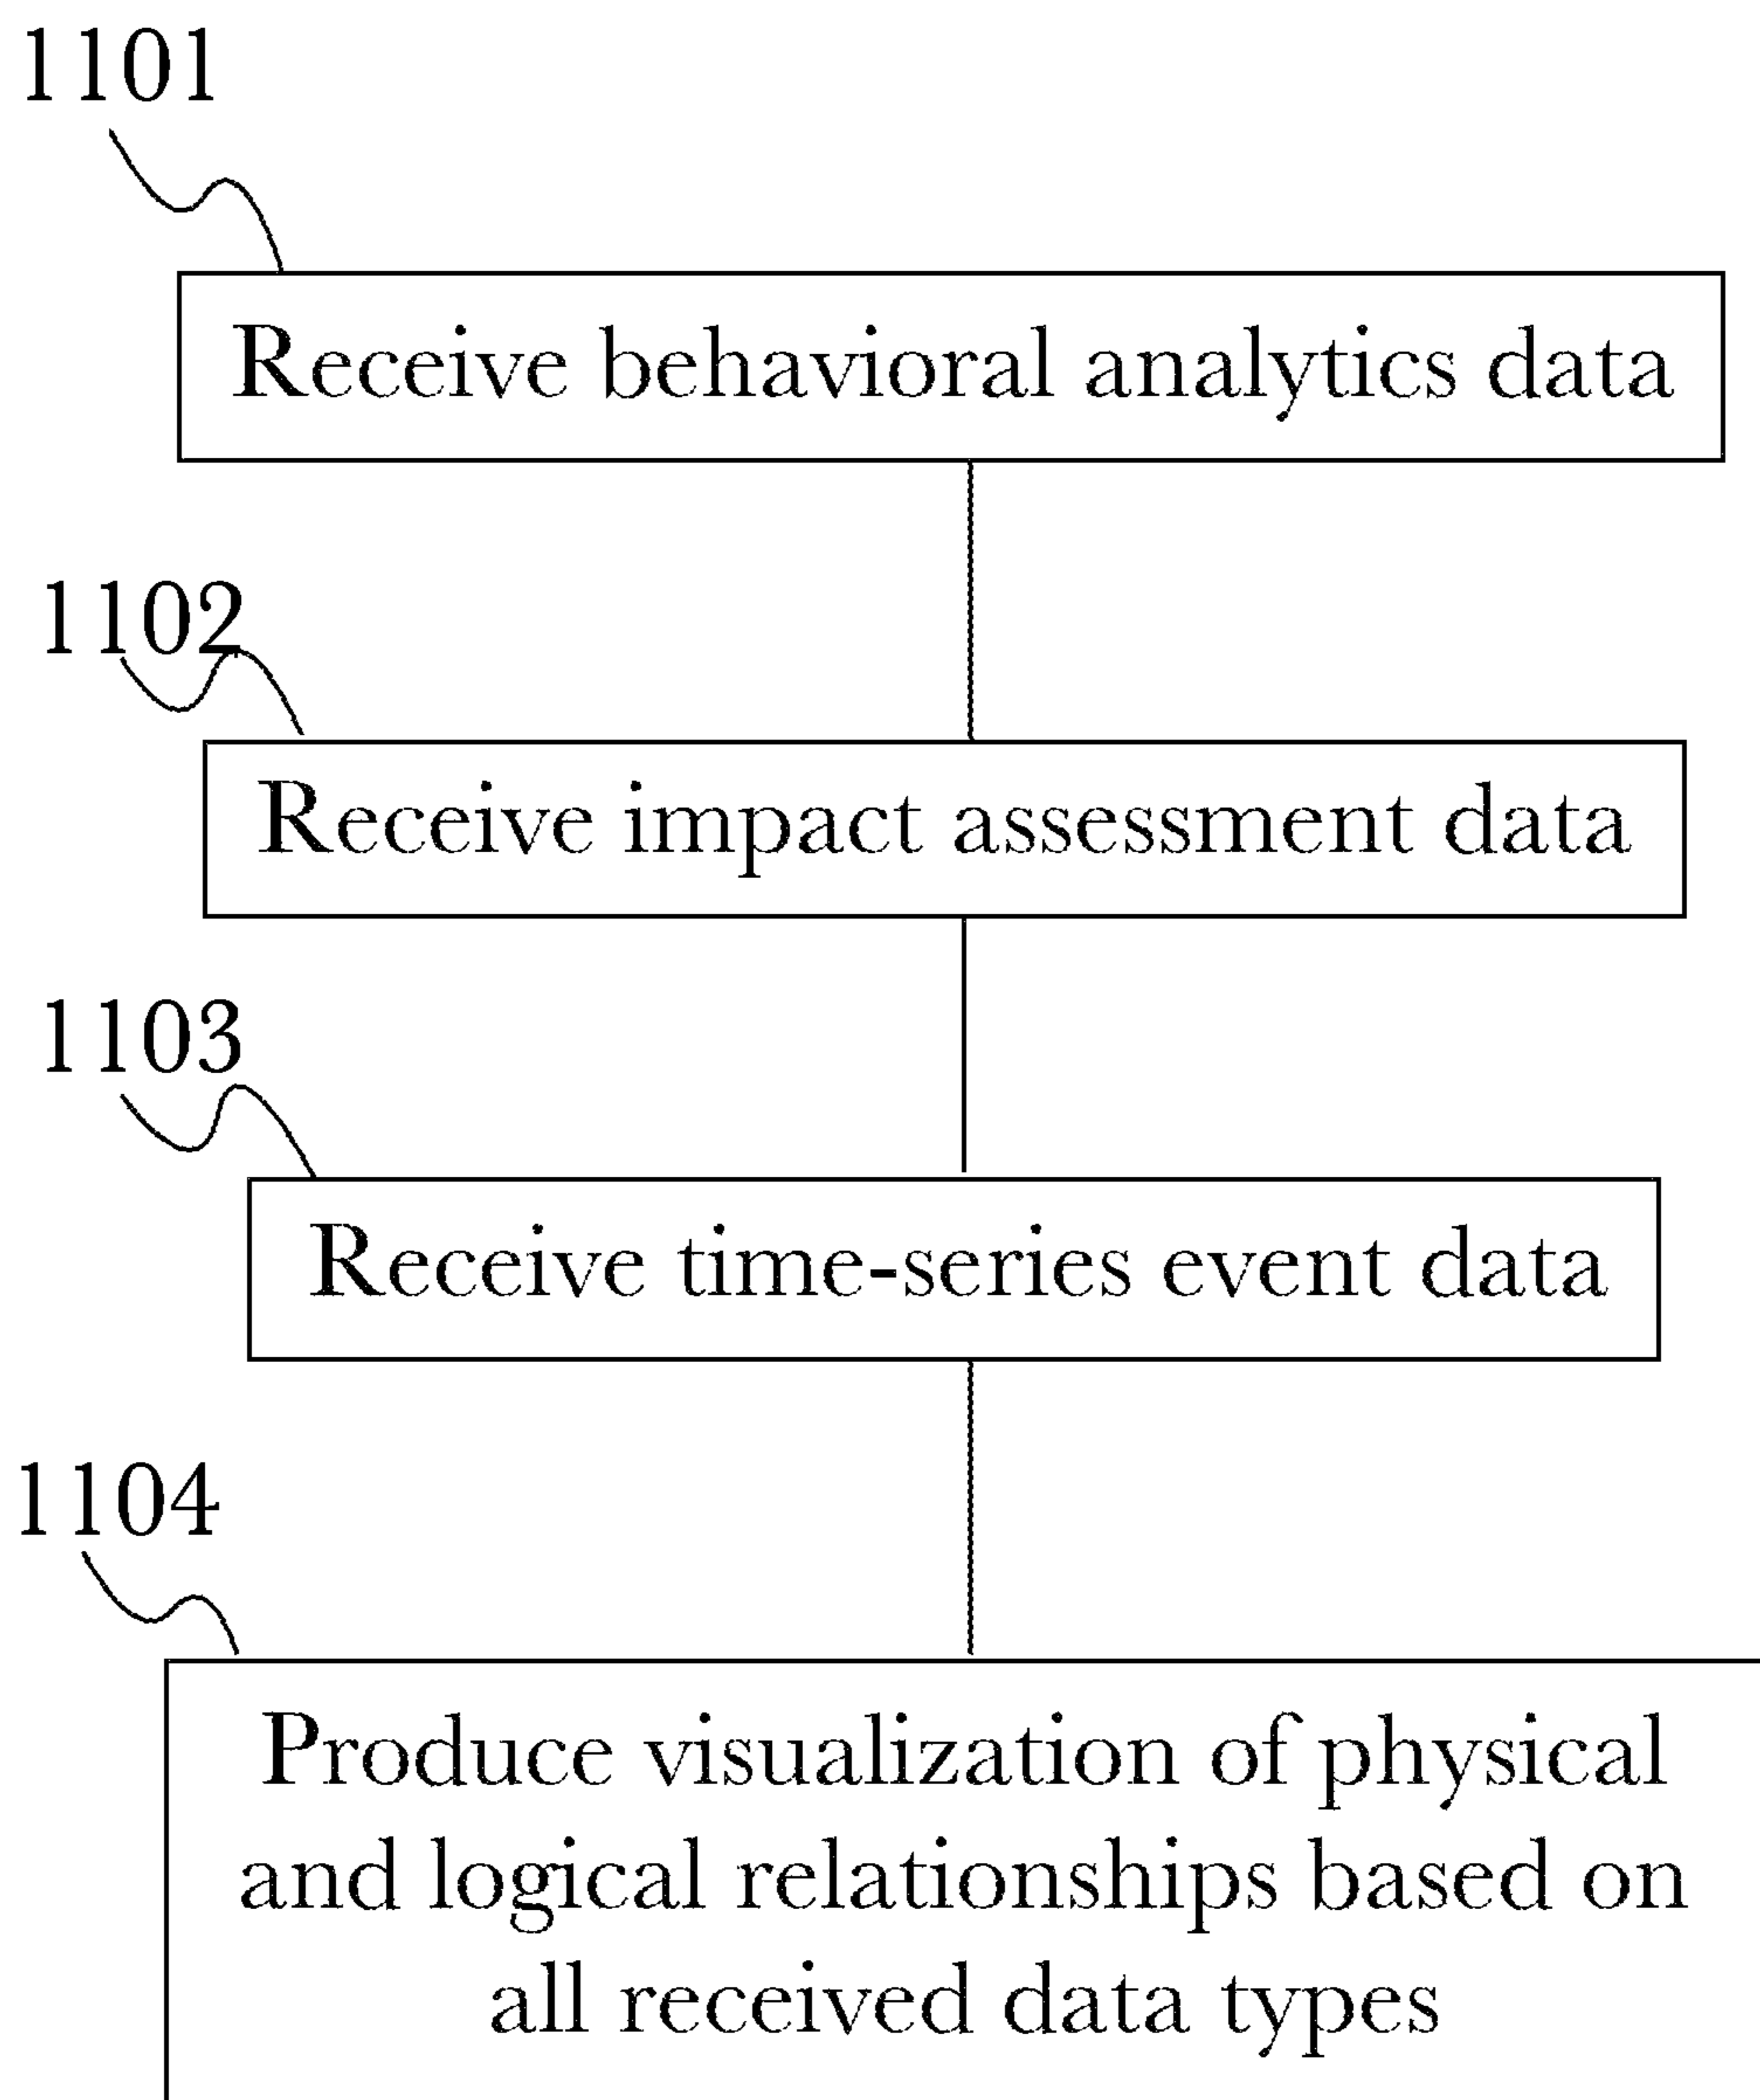 1101
Receive behavioral analytics data
1102
Receive impact assessment data
1103
Receive time-series event data
1104
Produce visualization of physical
and logical relationships based on
all received data types